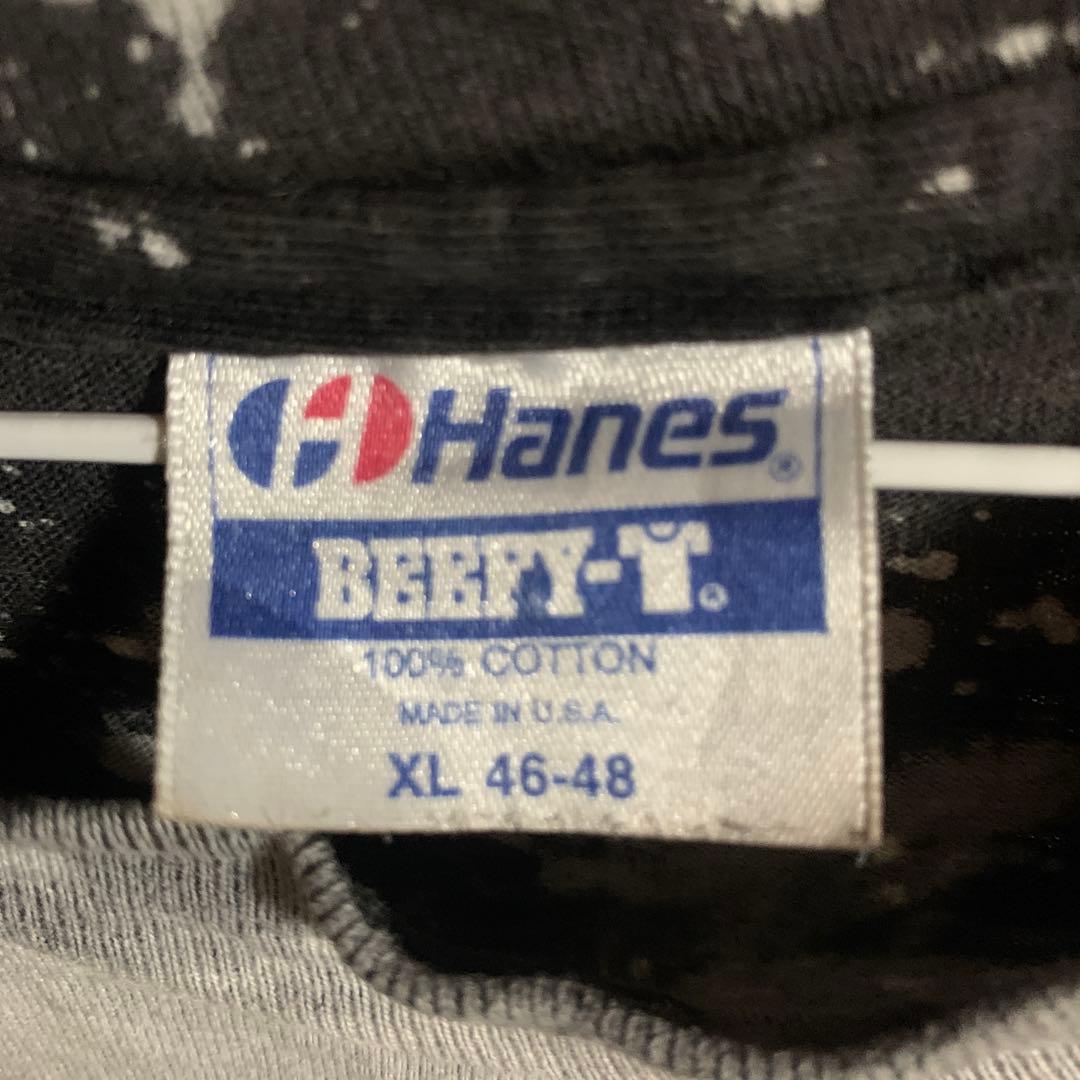 Hanes®
BEEFY-T®
100% COTTON
MADE IN U.S.A.
XL 46-48